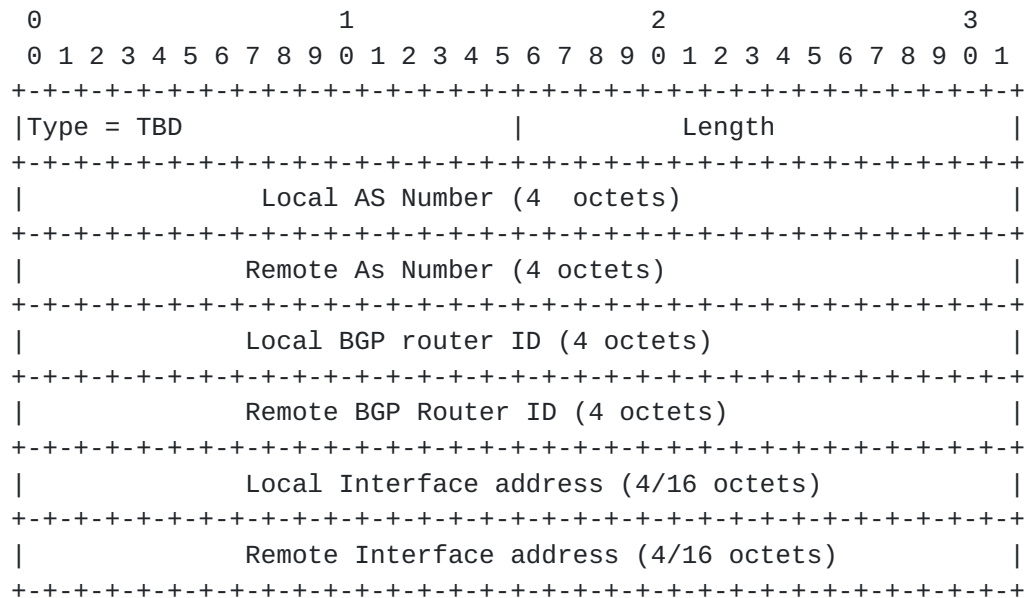 0                   1                   2                   3
 0 1 2 3 4 5 6 7 8 9 0 1 2 3 4 5 6 7 8 9 0 1 2 3 4 5 6 7 8 9 0 1
+-+-+-+-+-+-+-+-+-+-+-+-+-+-+-+-+-+-+-+-+-+-+-+-+-+-+-+-+-+-+-+-+
|Type = TBD                     |          Length               |
+-+-+-+-+-+-+-+-+-+-+-+-+-+-+-+-+-+-+-+-+-+-+-+-+-+-+-+-+-+-+-+-+
|               Local AS Number (4  octets)                     |
+-+-+-+-+-+-+-+-+-+-+-+-+-+-+-+-+-+-+-+-+-+-+-+-+-+-+-+-+-+-+-+-+
|              Remote As Number (4 octets)                      |
+-+-+-+-+-+-+-+-+-+-+-+-+-+-+-+-+-+-+-+-+-+-+-+-+-+-+-+-+-+-+-+-+
|              Local BGP router ID (4 octets)                   |
+-+-+-+-+-+-+-+-+-+-+-+-+-+-+-+-+-+-+-+-+-+-+-+-+-+-+-+-+-+-+-+-+
|              Remote BGP Router ID (4 octets)                  |
+-+-+-+-+-+-+-+-+-+-+-+-+-+-+-+-+-+-+-+-+-+-+-+-+-+-+-+-+-+-+-+-+
|              Local Interface address (4/16 octets)            |
+-+-+-+-+-+-+-+-+-+-+-+-+-+-+-+-+-+-+-+-+-+-+-+-+-+-+-+-+-+-+-+-+
|              Remote Interface address (4/16 octets)           |
+-+-+-+-+-+-+-+-+-+-+-+-+-+-+-+-+-+-+-+-+-+-+-+-+-+-+-+-+-+-+-+-+